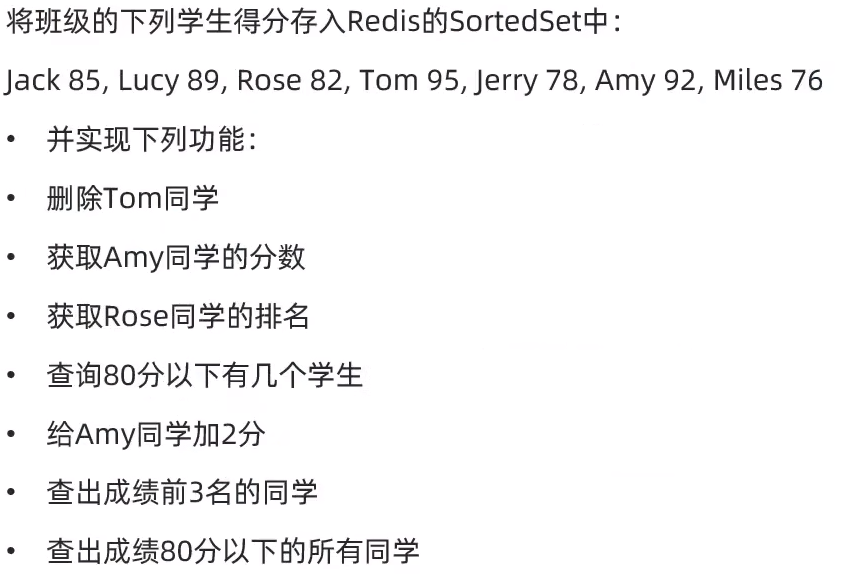 将班级的下列学生得分存入Redis的SortedSet中：
Jack 85, Lucy 89, Rose 82, Tom 95, Jerry 78, Amy 92, Miles 76
• 并实现下列功能：
• 删除Tom同学
• 获取Amy同学的分数
• 获取Rose同学的排名
• 查询80分以下有几个学生
• 给Amy同学加2分
• 查出成绩前3名的同学
• 查出成绩80分以下的所有同学